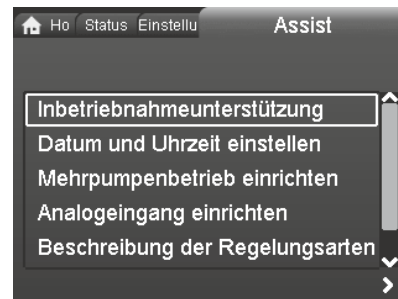 Ho Status Einstellu Assist
Inbetriebnahmeunterstützung
Datum und Uhrzeit einstellen
Mehrpumpenbetrieb einrichten
Analogeingang einrichten
Beschreibung der Regelungsarten